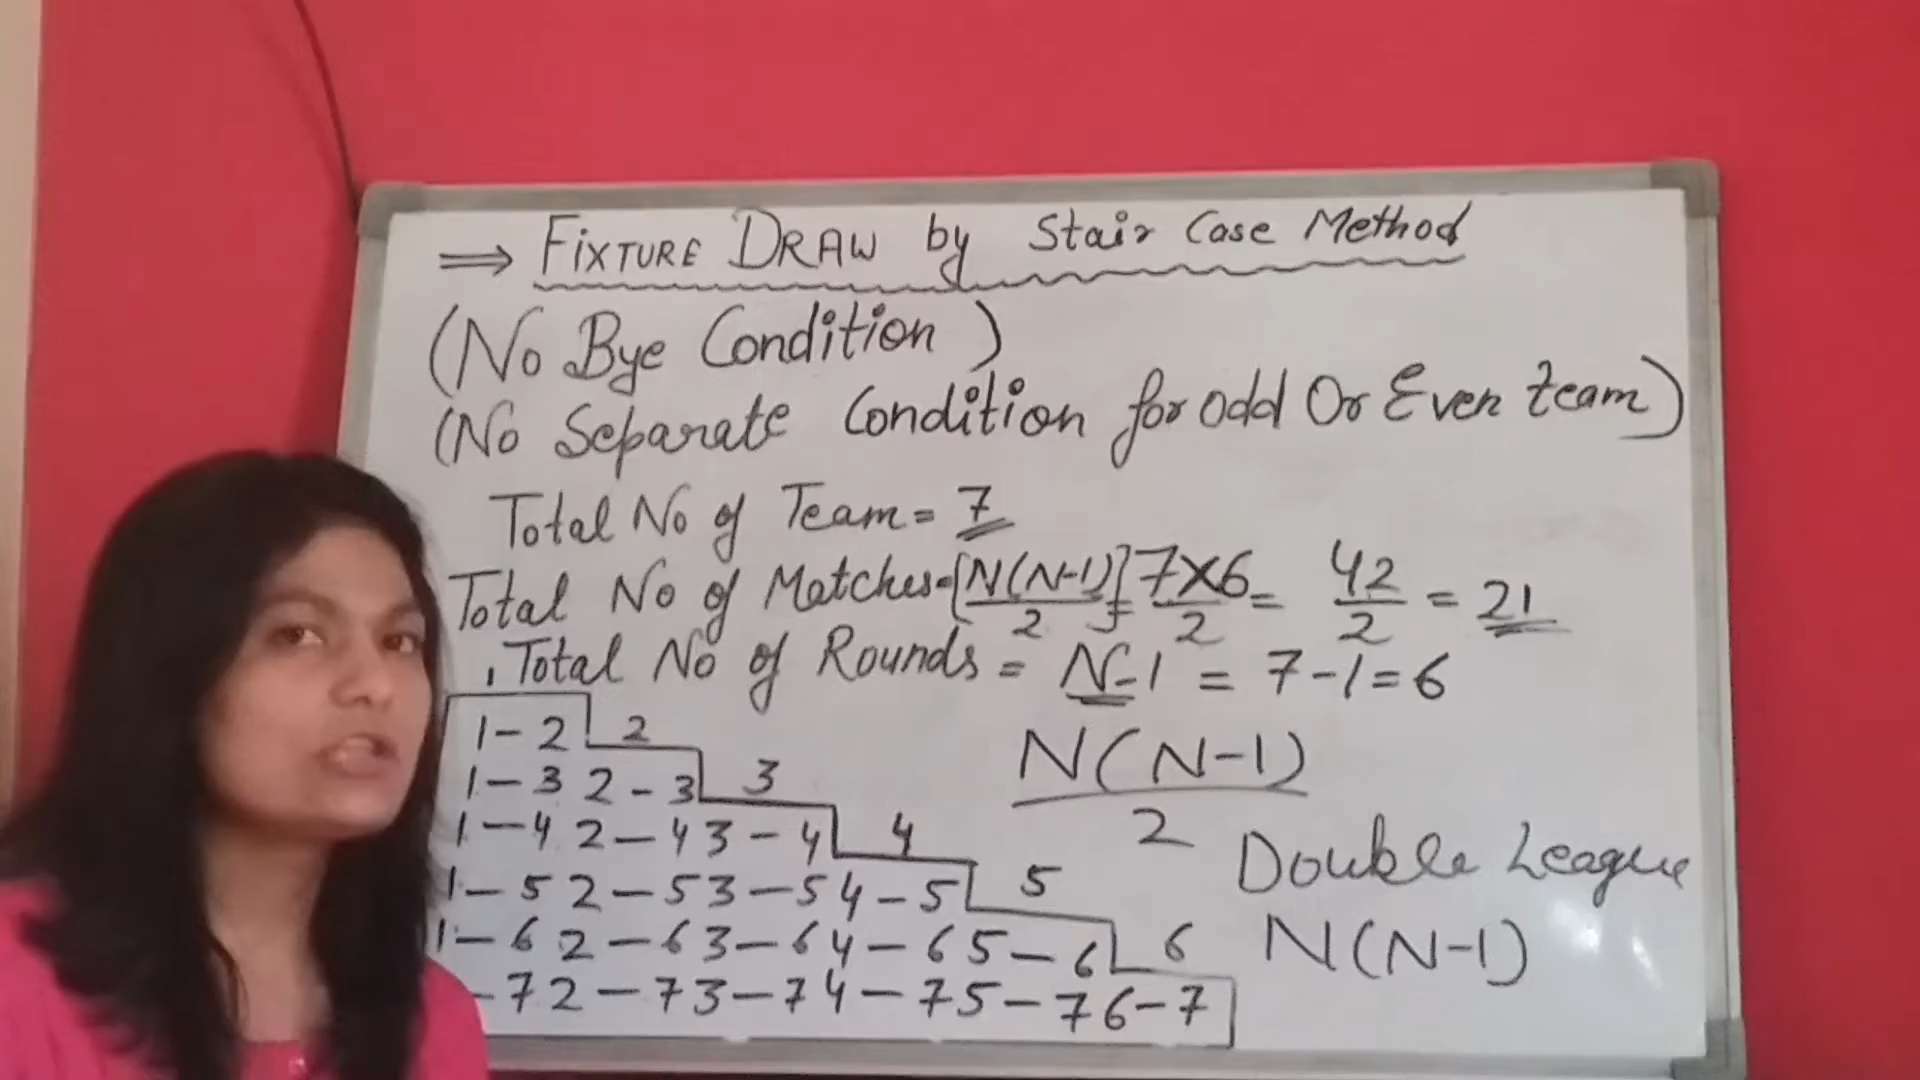 ⇒ FIXTURE DRAW by Stair Case Method
(No Bye Condition)
(No Separate Condition for odd Or Even team)
Total No of Team = 7
Total No of Matches = [N(N-1)/2] = 7×6/2 = 42/2 = 21
Total No of Rounds = N-1 = 7-1 = 6
1-2 2
1-3 2-3 3
1-4 2-4 3-4 4
1-5 2-5 3-5 4-5 5
1-6 2-6 3-6 4-6 5-6 6
-7 2-7 3-7 4-7 5-7 6-7
N(N-1)
2
Double League
N(N-1)